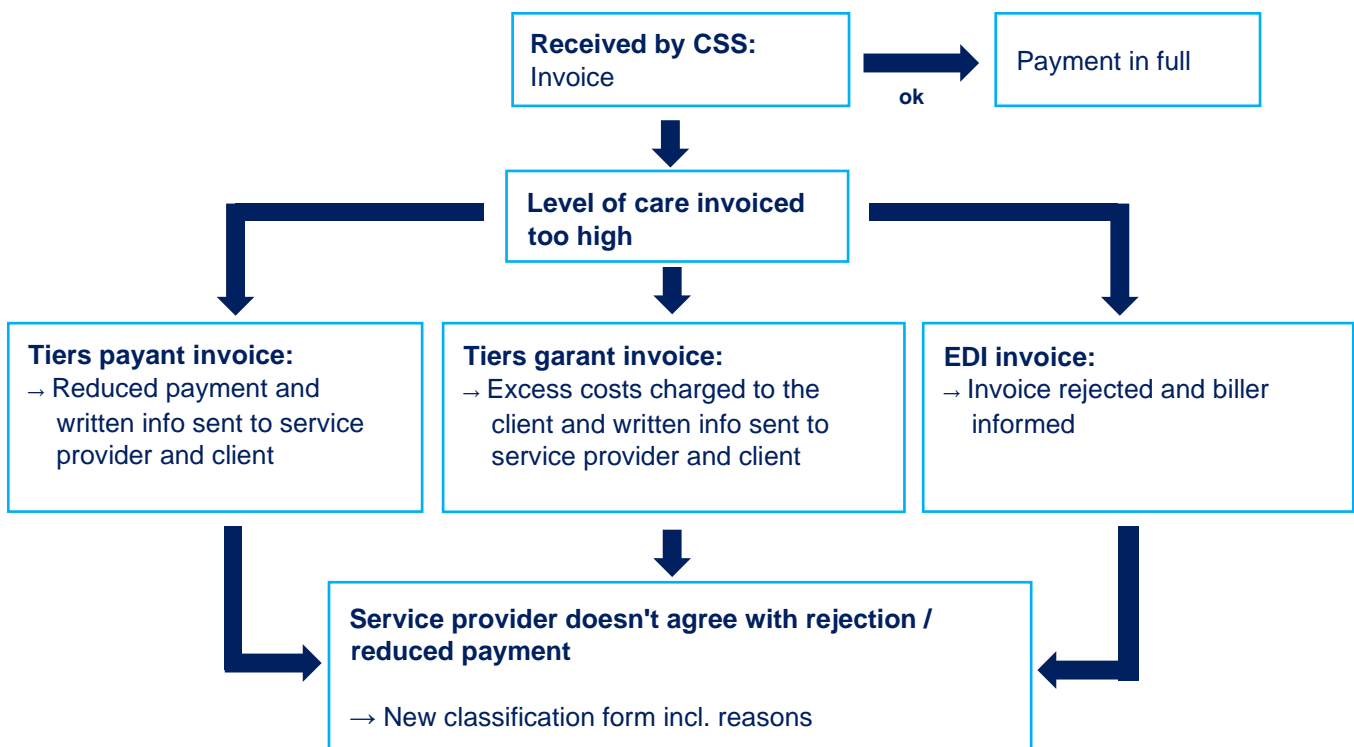 Received by CSS:
Invoice
ok
Payment in full
Level of care invoiced
too high
Tiers payant invoice:
→ Reduced payment and
written info sent to service
provider and client
Tiers garant invoice:
→ Excess costs charged to the
client and written info sent to
service provider and client
EDI invoice:
→ Invoice rejected and biller
informed
Service provider doesn't agree with rejection /
reduced payment
→ New classification form incl. reasons